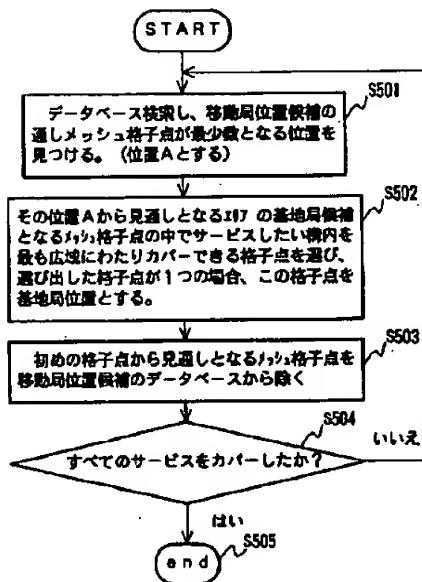 START
S501
データベース検索し、移動局位置候補の
通しメッシュ格子点が最少数となる位置を
見つける。(位置Aとする)
S502
その位置Aから見通しとなるエリアの基地局候補
となるメッシュ格子点の中でサービスしたい構内を
最も広域にわたりカバーできる格子点を選び、
選び出した格子点が1つの場合、この格子点を
基地局位置とする。
S503
初めの格子点から見通しとなるメッシュ格子点を
移動局位置候補のデータベースから除く
S504
すべてのサービスをカバーしたか?
いいえ
はい
end
S505